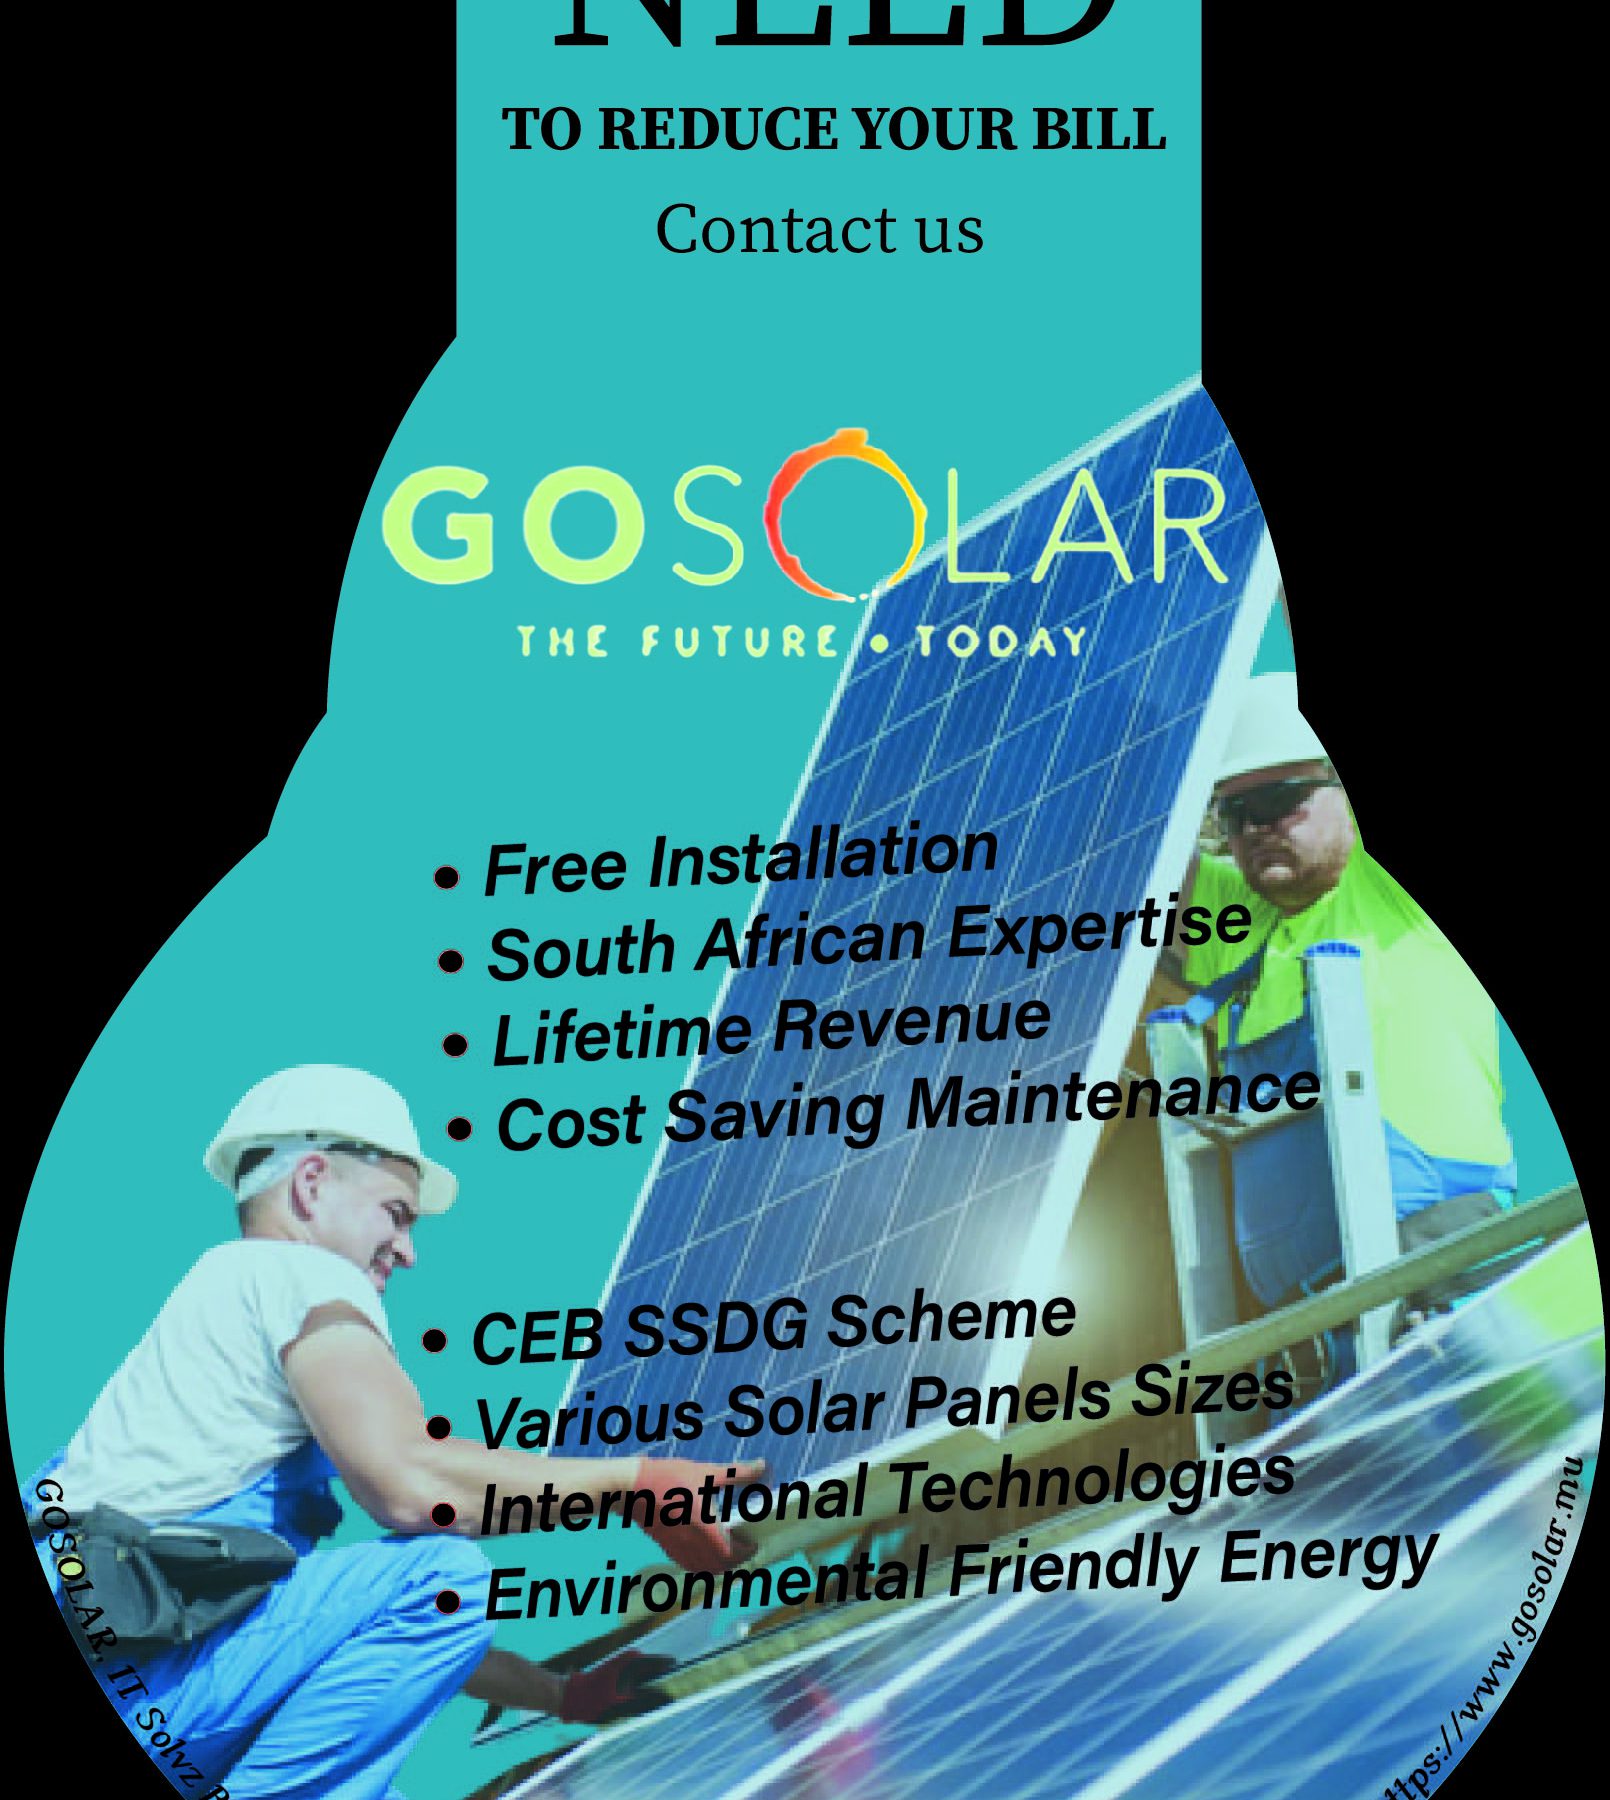 NEED
TO REDUCE YOUR BILL
Contact us
GOSOLAR
THE FUTURE • TODAY
• Free Installation
• South African Expertise
• Lifetime Revenue
• Cost Saving Maintenance
• CEB SSDG Scheme
• Various Solar Panels Sizes
• International Technologies
• Environmental Friendly Energy
GOSOLAR, IT Solvz
ttps://www.gosolar.mu